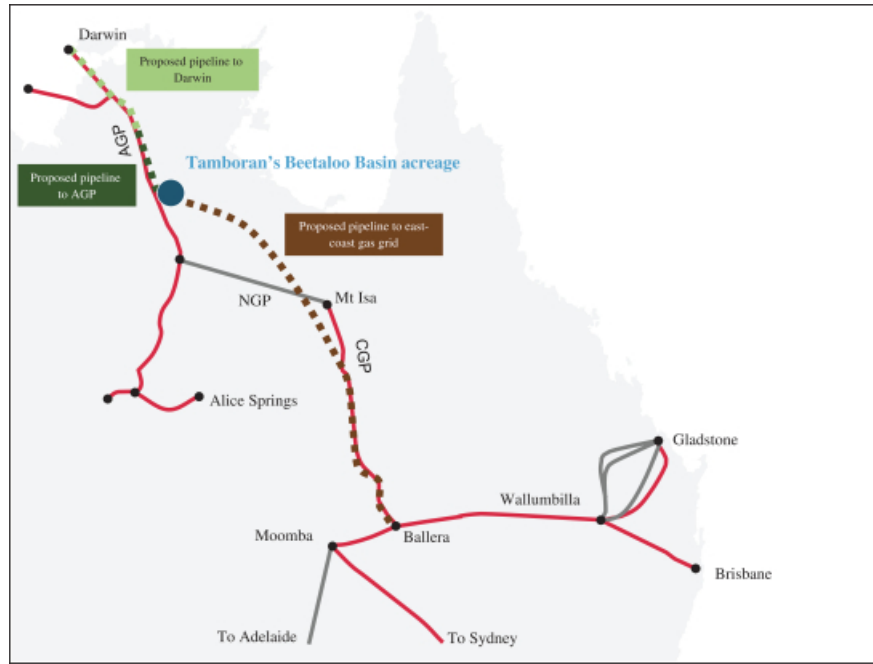 Darwin
Proposed pipeline to
Darwin
AGP
Tamboran's Beetaloo Basin acreage
Proposed pipeline
to AGP
Proposed pipeline to east-
coast gas grid
NGP
Mt Isa
CGP
Alice Springs
Gladstone
Wallumbilla
Moomba
Ballera
Brisbane
To Adelaide
To Sydney